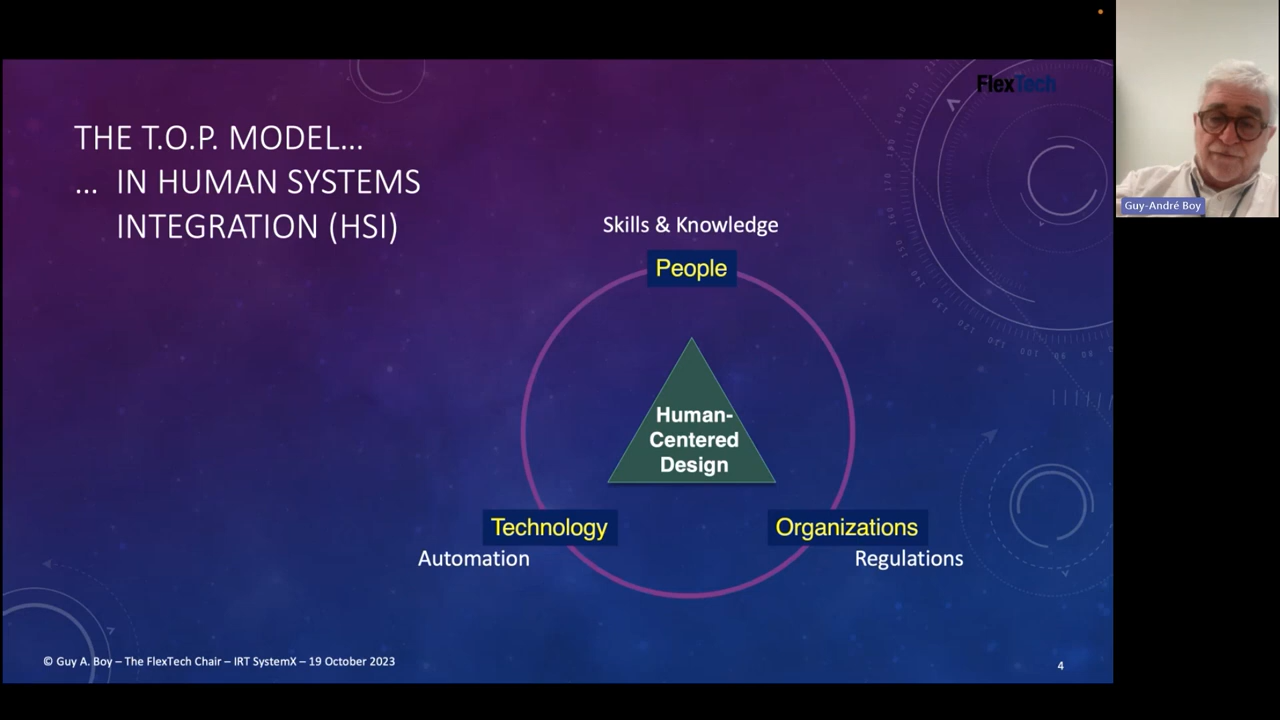 FlexTech
THE T.O.P. MODEL…
… IN HUMAN SYSTEMS
INTEGRATION (HSI)
Guy-André Boy
Skills & Knowledge
People
Human-
Centered
Design
Technology
Organizations
Automation
Regulations
© Guy A. Boy – The FlexTech Chair – IRT SystemX – 19 October 2023
4